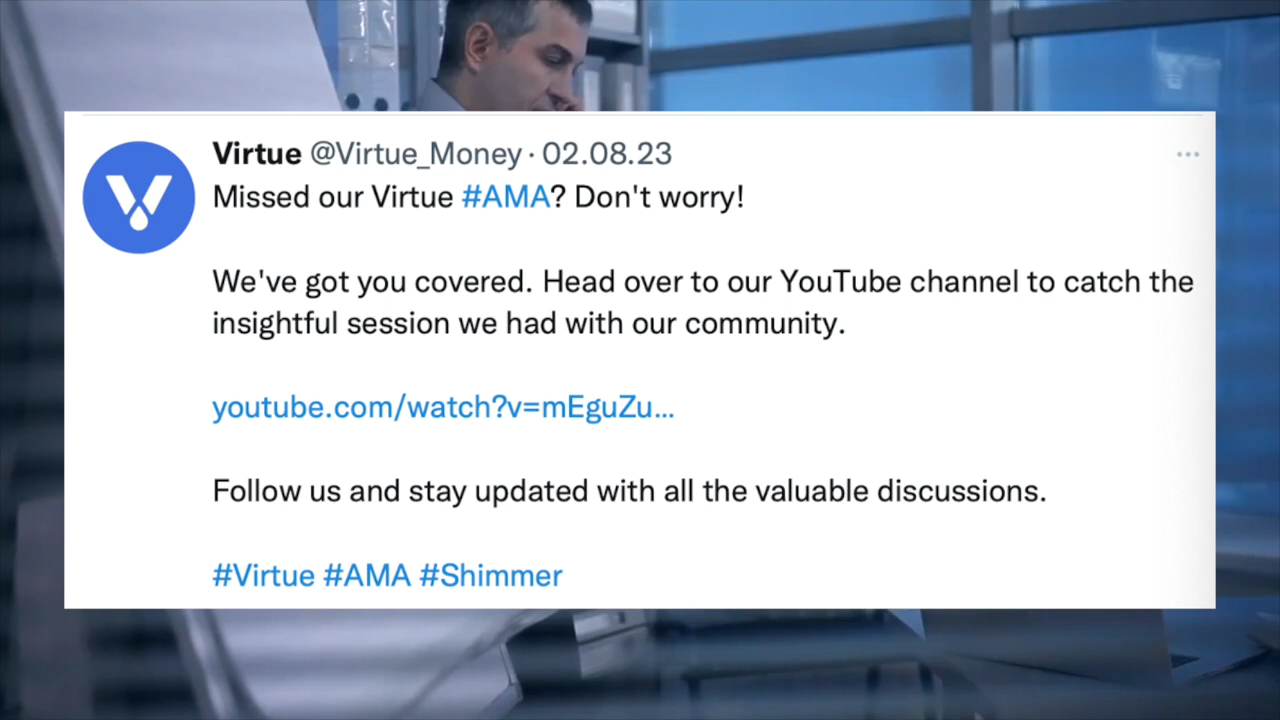 Virtue @Virtue_Money · 02.08.23
Missed our Virtue #AMA? Don't worry!
We've got you covered. Head over to our YouTube channel to catch the
insightful session we had with our community.
youtube.com/watch?v=mEguZu...
Follow us and stay updated with all the valuable discussions.
#Virtue #AMA #Shimmer